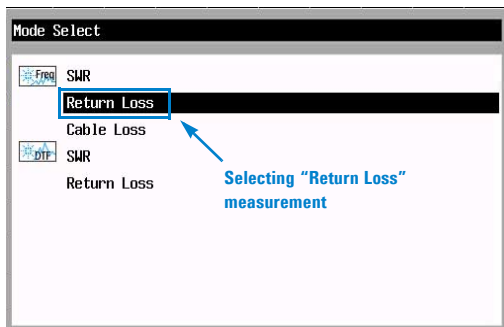 Mode Select
Freq SWR
Return Loss
Cable Loss
DTF SWR
Return Loss
Selecting “Return Loss”
measurement